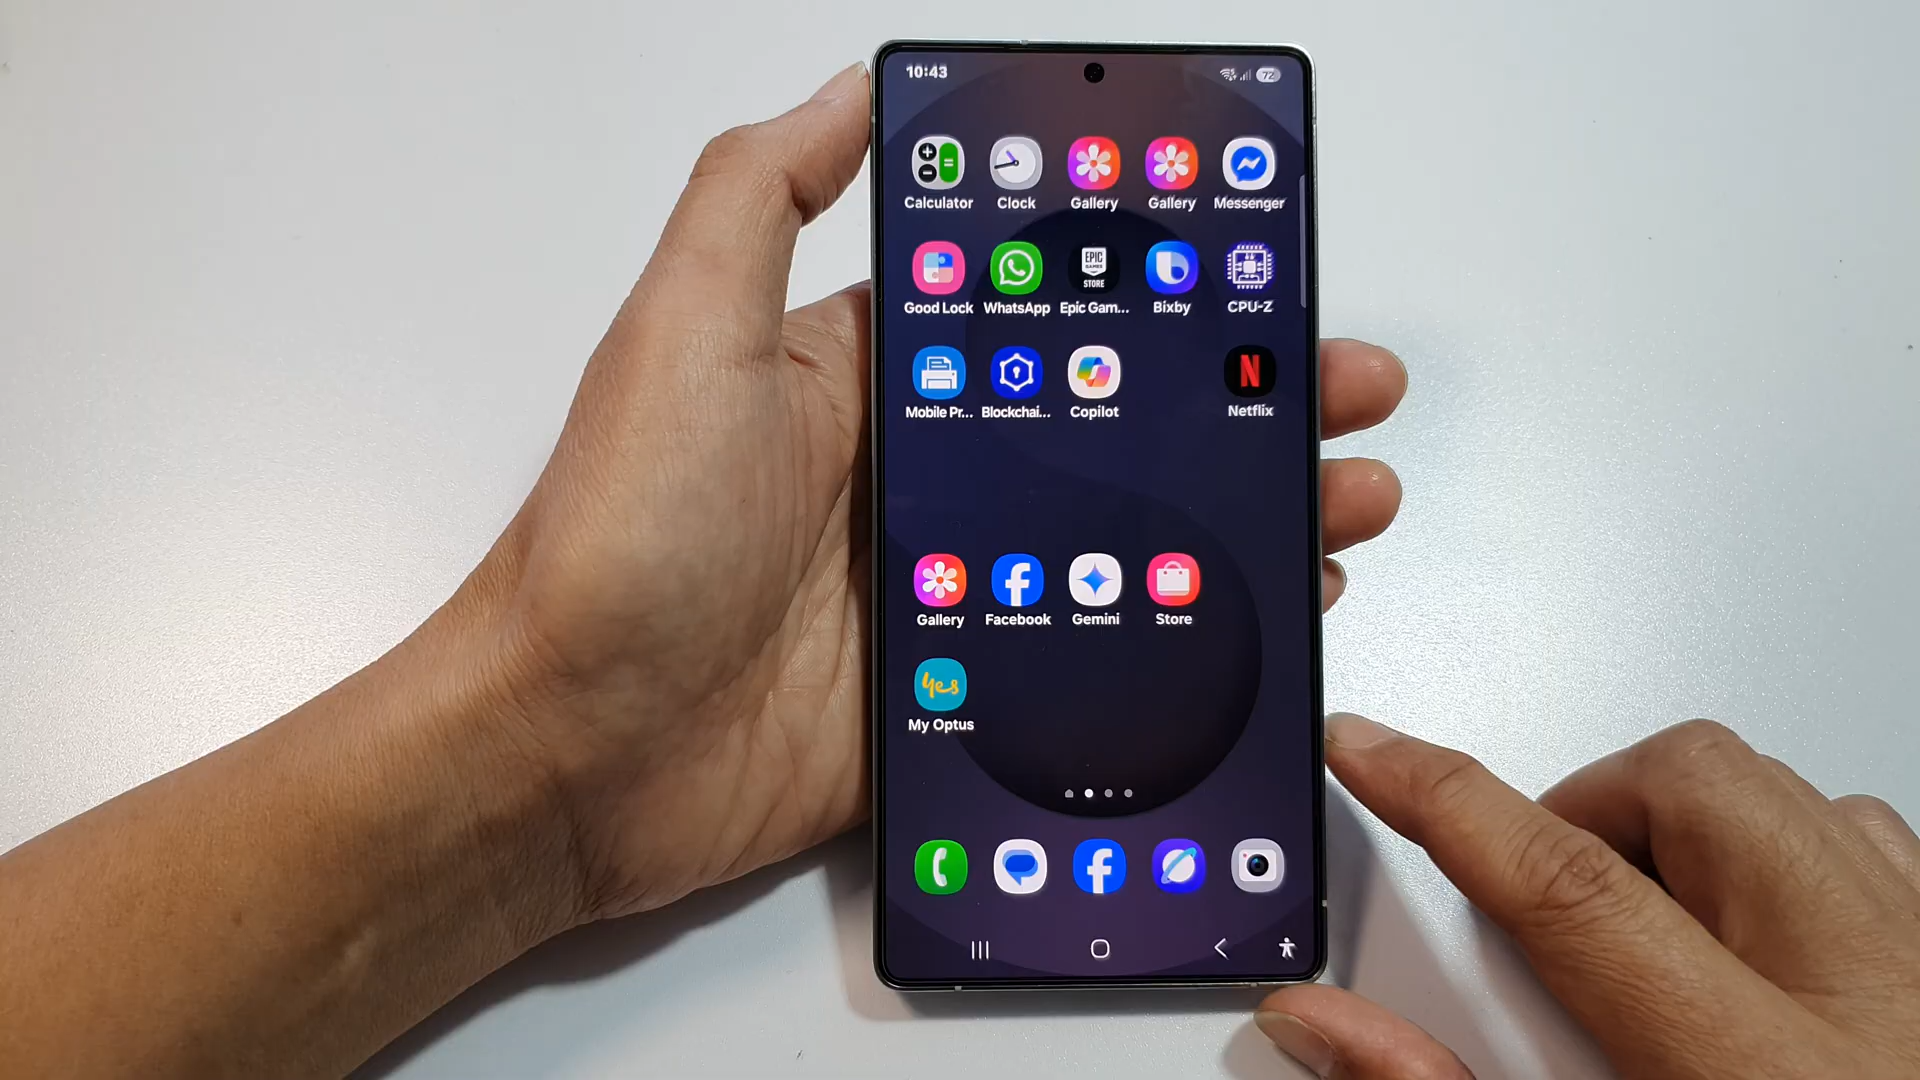 10:43
72
Calculator Clock Gallery Gallery Messenger
EPIC
GAMES
STORE
Good Lock WhatsApp Epic Gam... Bixby CPU-Z
N
Mobile Pr... Blockchai... Copilot Netflix
Gallery Facebook Gemini Store
yes
My Optus